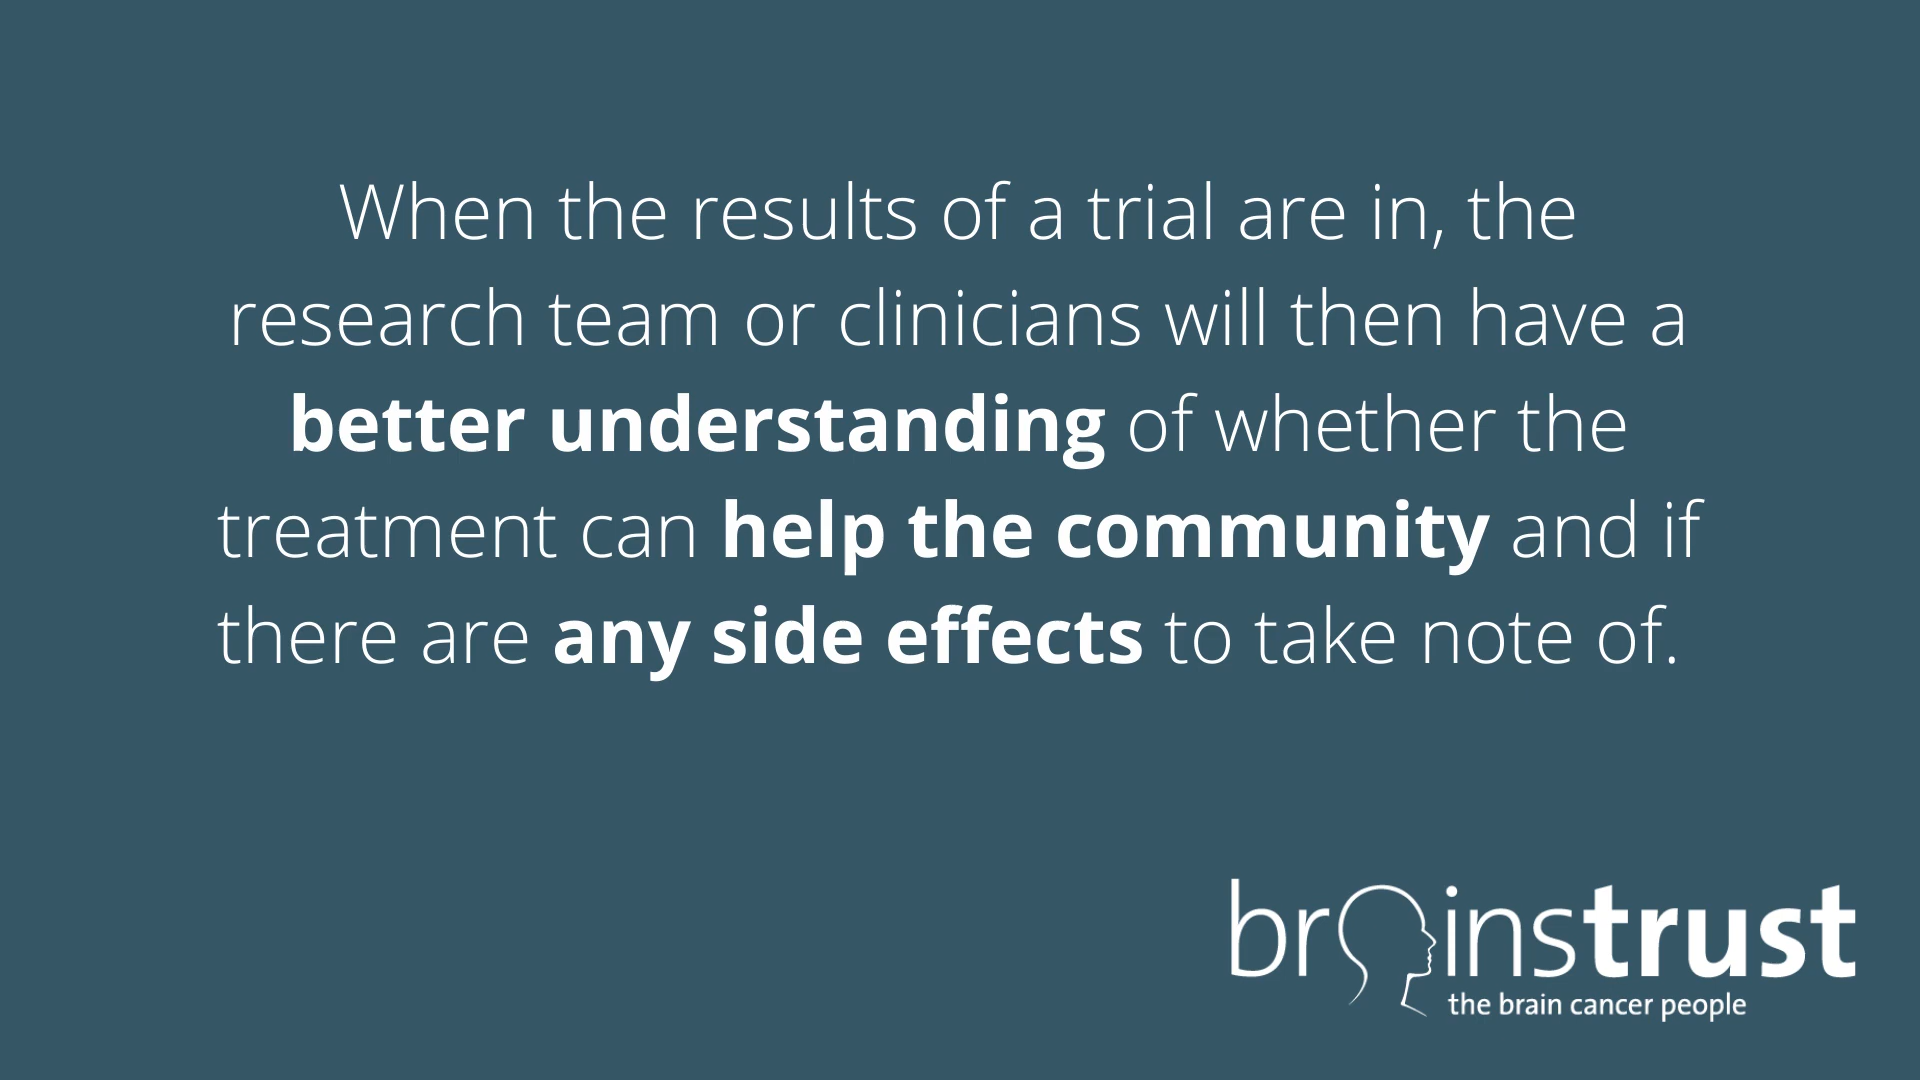 When the results of a trial are in, the
research team or clinicians will then have a
better understanding of whether the
treatment can help the community and if
there are any side effects to take note of.
brainstrust
the brain cancer people